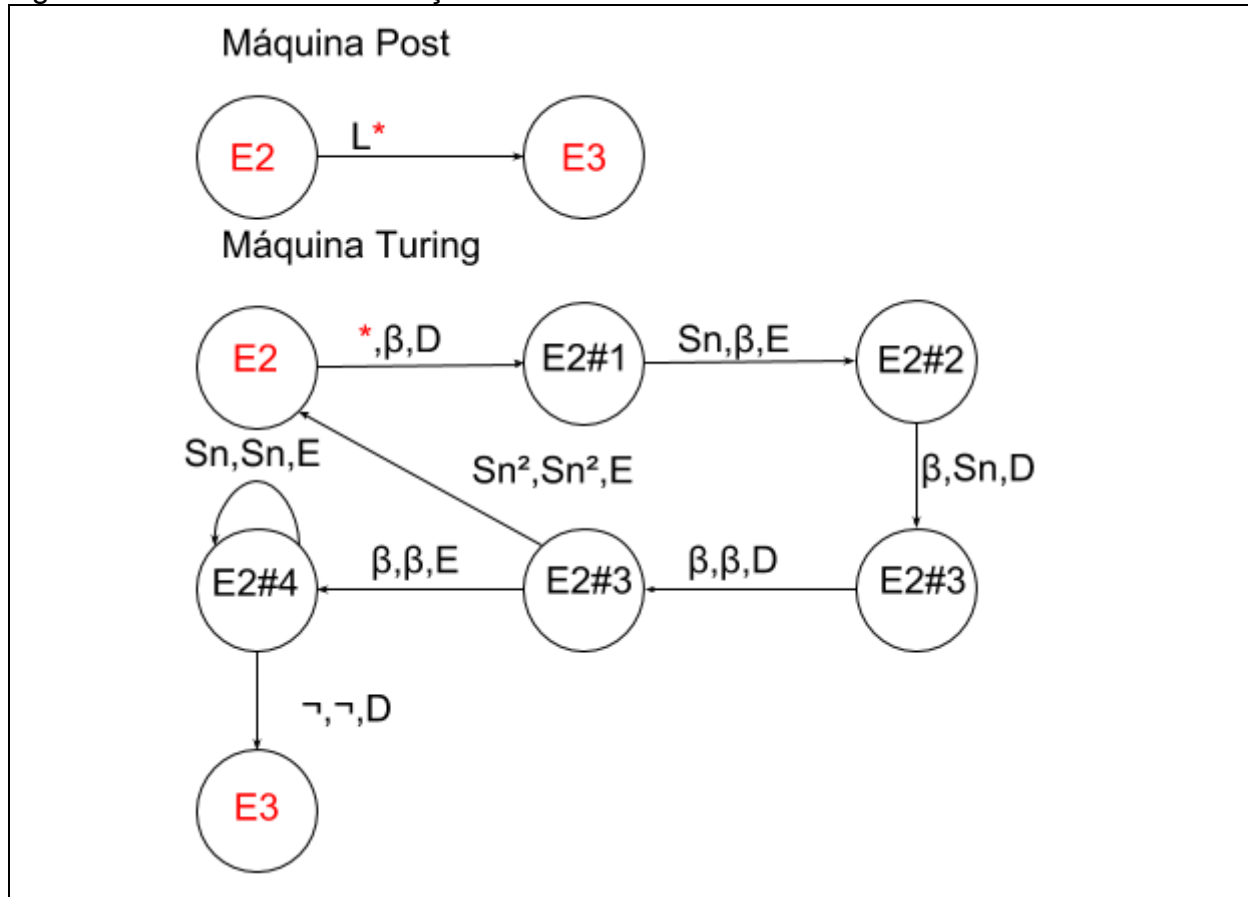 Máquina Post
E2 L* E3
Máquina Turing
E2 *,β,D E2#1 Sn,β,E E2#2
Sn,Sn,E Sn²,Sn²,E β,Sn,D
E2#4 β,β,E E2#3 β,β,D E2#3
¬,¬,D
E3